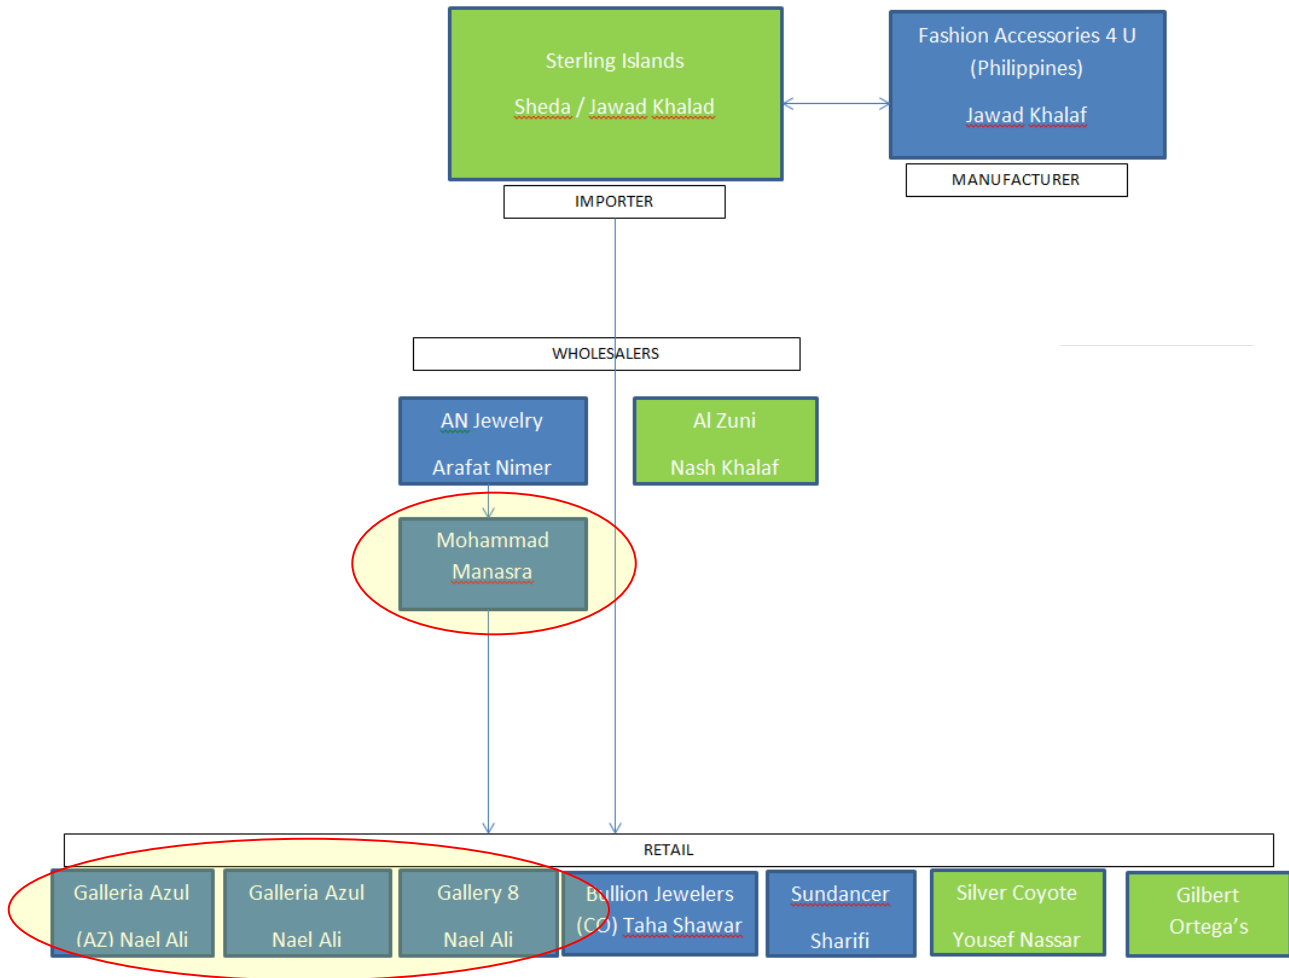 Sterling Islands
Sheda / Jawad Khalad
Fashion Accessories 4 U
(Philippines)
Jawad Khalaf
MANUFACTURER
IMPORTER
WHOLESALERS
AN Jewelry
Arafat Nimer
Al Zuni
Nash Khalaf
Mohammad
Manasra
RETAIL
Galleria Azul
(AZ) Nael Ali
Galleria Azul
Nael Ali
Gallery 8
Nael Ali
Bullion Jewelers
(CO) Taha Shawar
Sundancer
Sharifi
Silver Coyote
Yousef Nassar
Gilbert
Ortega's